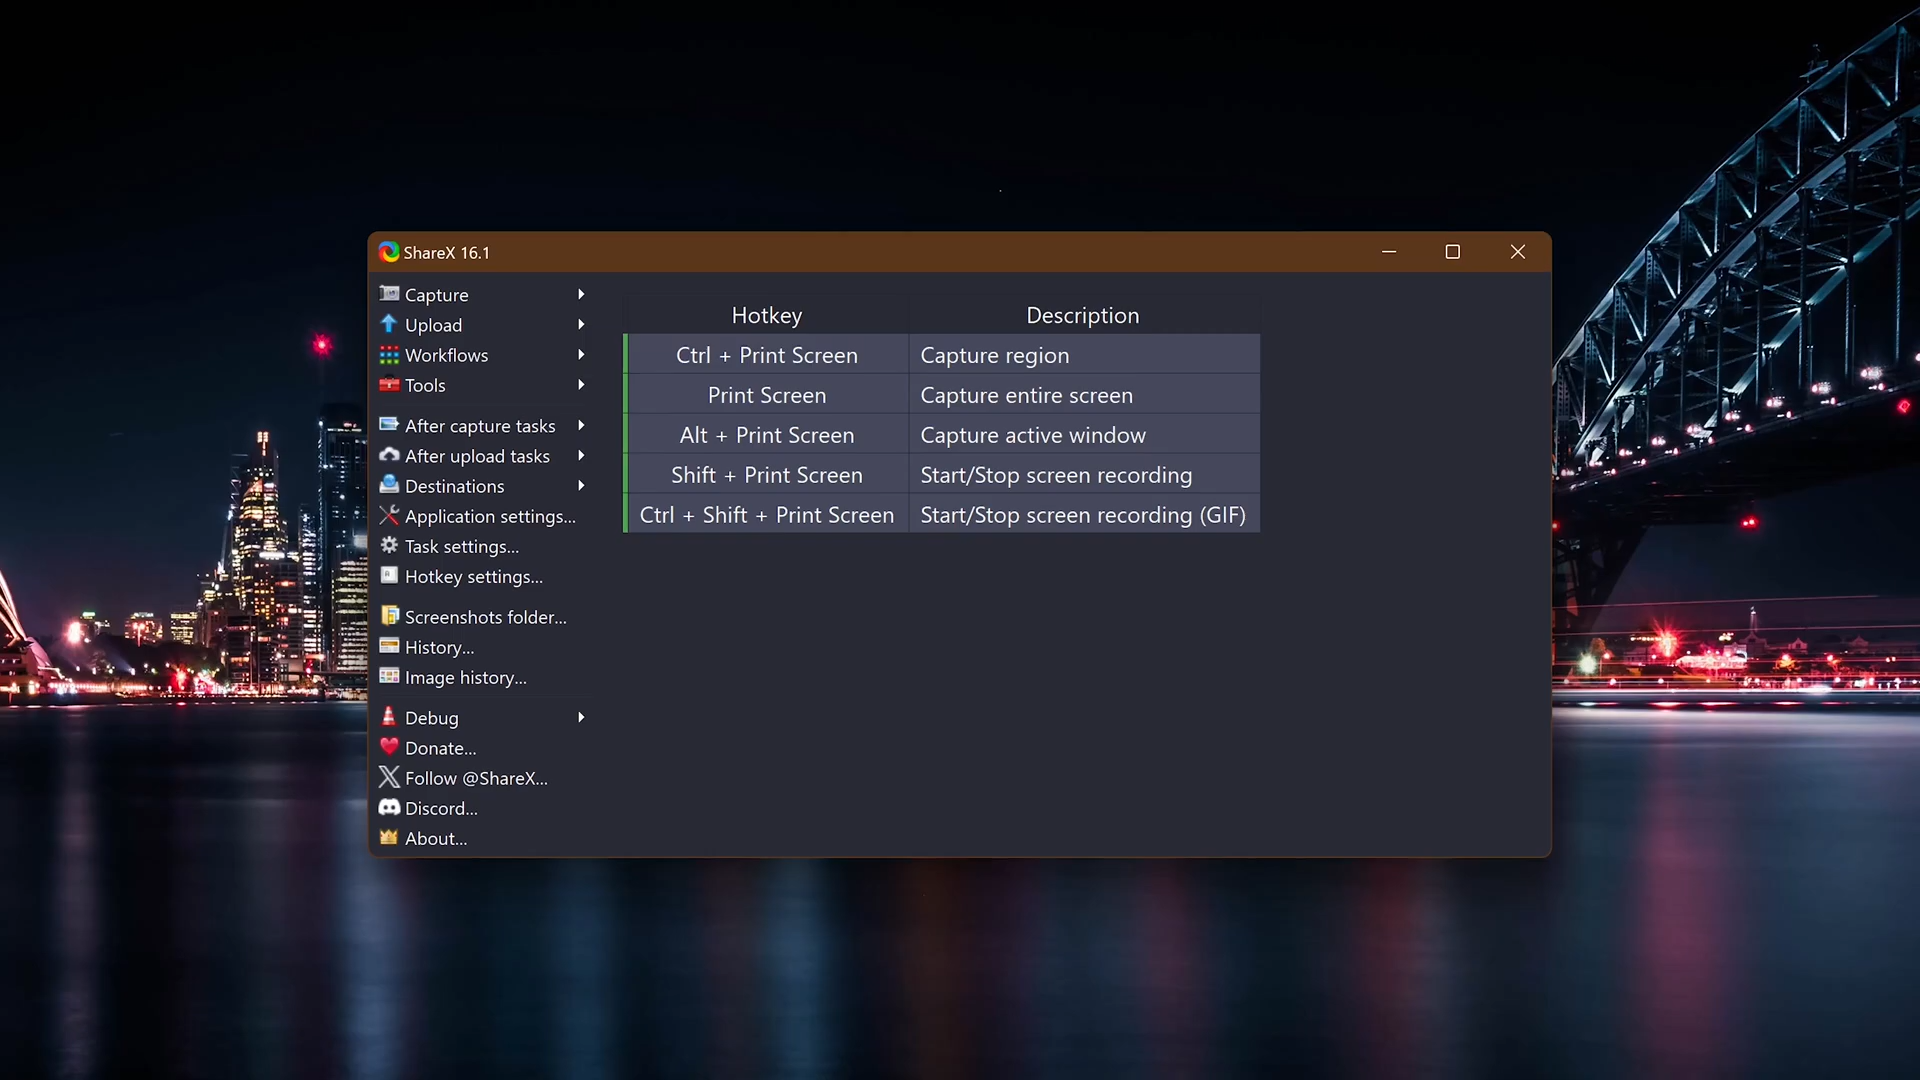 ShareX 16.1
Capture
Upload
Workflows
Tools
After capture tasks
After upload tasks
Destinations
Application settings...
Task settings...
Hotkey settings...
Screenshots folder...
History...
Image history...
Debug
Donate...
Follow @ShareX...
Discord...
About...
Hotkey Description
Ctrl + Print Screen Capture region
Print Screen Capture entire screen
Alt + Print Screen Capture active window
Shift + Print Screen Start/Stop screen recording
Ctrl + Shift + Print Screen Start/Stop screen recording (GIF)